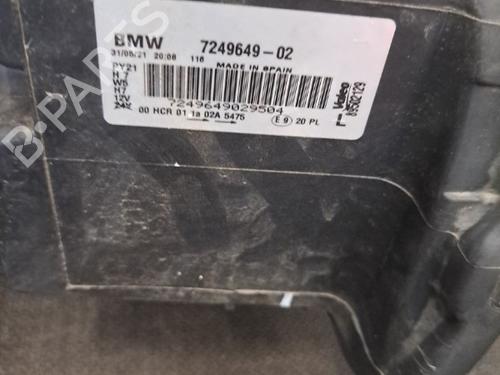 BMW 7249649-02
31/05/21 20:08 116
MADE IN SPAIN
PY21
H7
W5
H7
12V
7249649029504
00 HCR 01 1a 02A 5475
E9 20 PL
Valeo
89502129